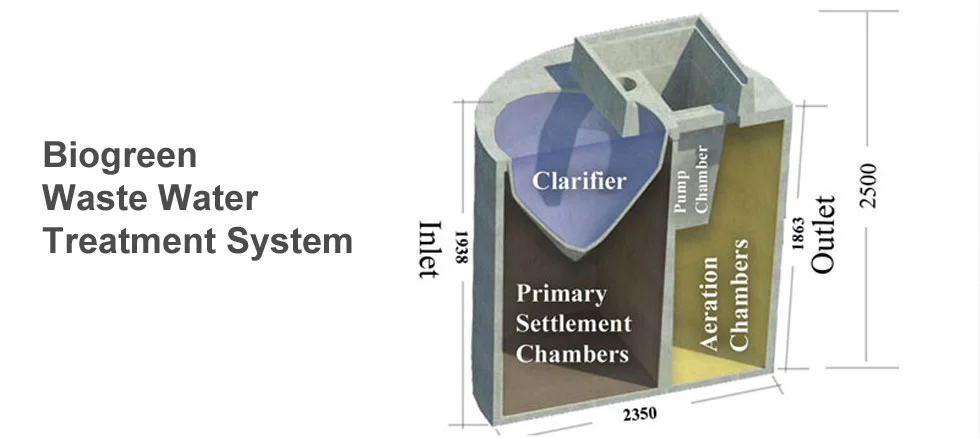 Biogreen
Waste Water
Treatment System
Clarifier
Pump
Chamber
Primary
Settlement
Chambers
Aeration
Chambers
Inlet
1938
1863
Outlet
2500
2350